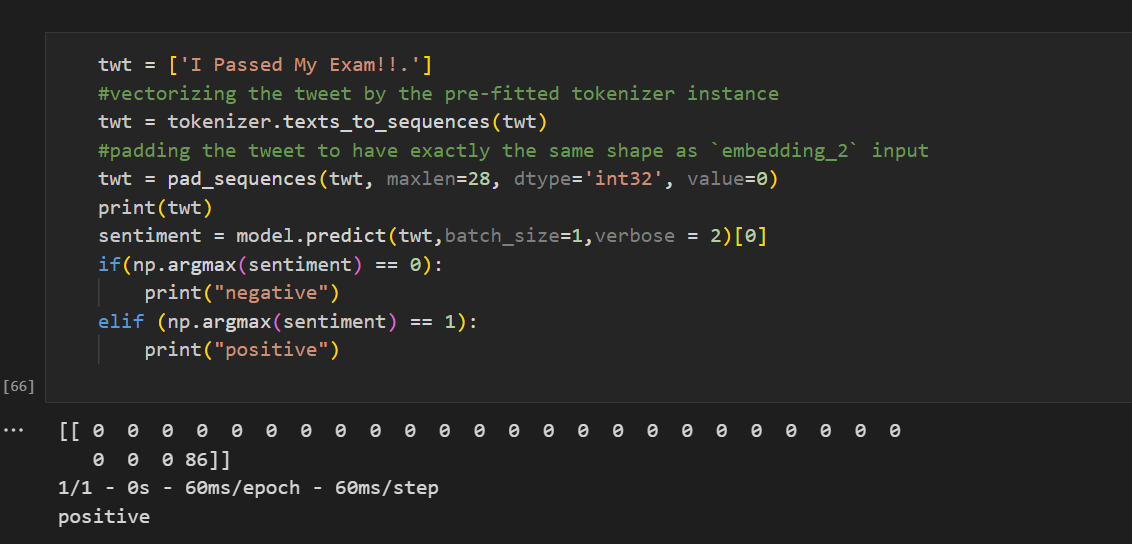 twt = ['I Passed My Exam!!.']
#vectorizing the tweet by the pre-fitted tokenizer instance
twt = tokenizer.texts_to_sequences(twt)
#padding the tweet to have exactly the same shape as `embedding_2` input
twt = pad_sequences(twt, maxlen=28, dtype='int32', value=0)
print(twt)
sentiment = model.predict(twt,batch_size=1,verbose = 2)[0]
if(np.argmax(sentiment) == 0):
    print("negative")
elif (np.argmax(sentiment) == 1):
    print("positive")
[66]
...
[[ 0  0  0  0  0  0  0  0  0  0  0  0  0  0  0  0  0  0  0  0  0  0  0  0
   0  0  0 86]]
1/1 - 0s - 60ms/epoch - 60ms/step
positive